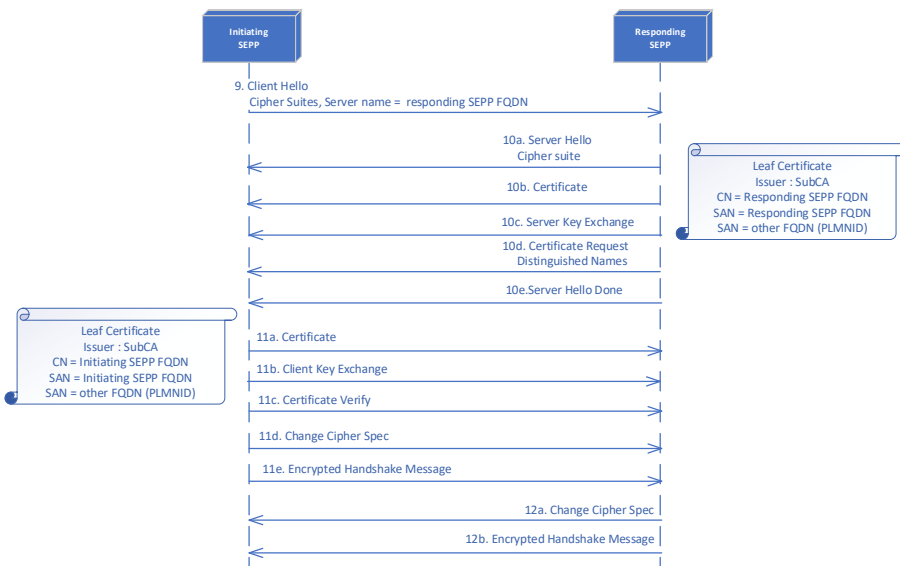 Initiating
SEPP
Responding
SEPP
9. Client Hello
Cipher Suites, Server name = responding SEPP FQDN
10a. Server Hello
Cipher suite
Leaf Certificate
Issuer : SubCA
CN = Responding SEPP FQDN
SAN = Responding SEPP FQDN
SAN = other FQDN (PLMNID)
10b. Certificate
10c. Server Key Exchange
10d. Certificate Request
Distinguished Names
10e.Server Hello Done
Leaf Certificate
Issuer : SubCA
CN = Initiating SEPP FQDN
SAN = Initiating SEPP FQDN
SAN = other FQDN (PLMNID)
11a. Certificate
11b. Client Key Exchange
11c. Certificate Verify
11d. Change Cipher Spec
11e. Encrypted Handshake Message
12a. Change Cipher Spec
12b. Encrypted Handshake Message